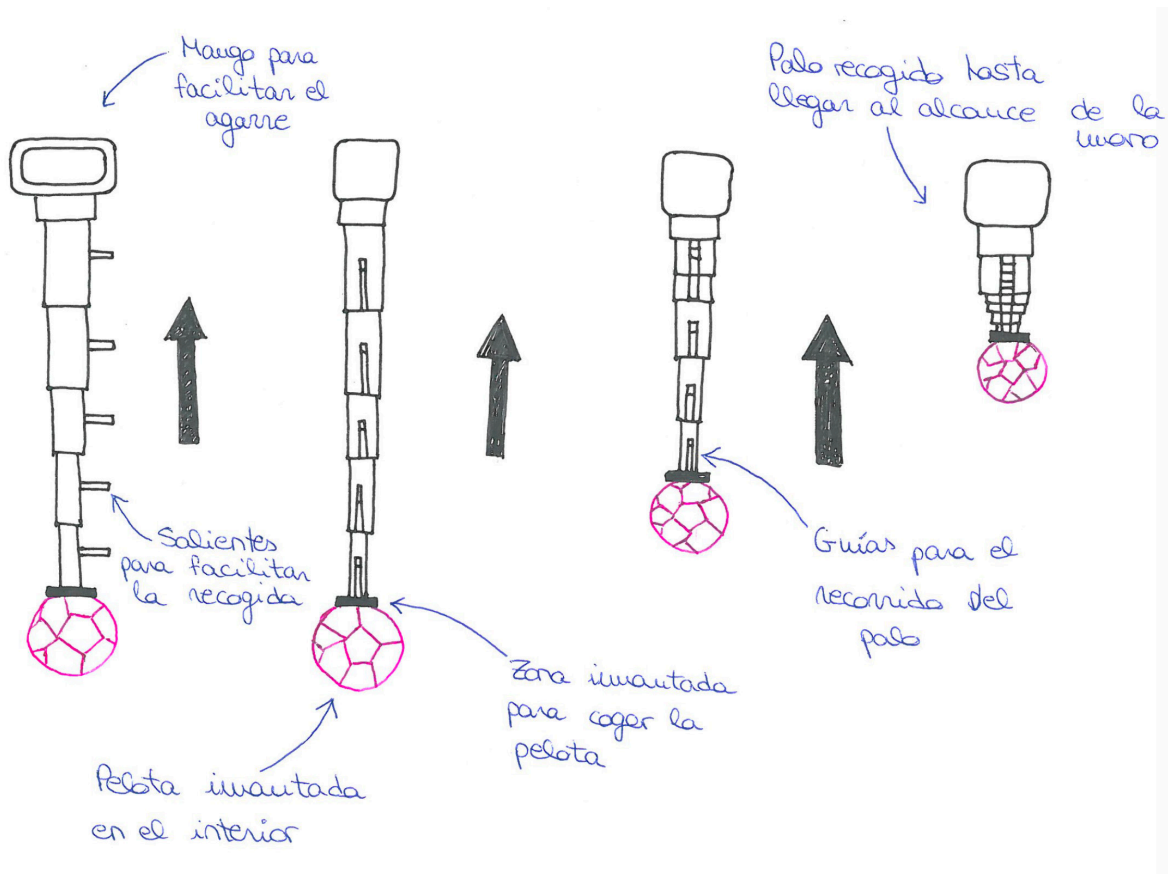 Mango para
facilitar el
agarre
Palo recogido hasta
llegar al alcance de la
mano
Salientes
para facilitar
la recogida
Guías para el
recorrido del
palo
Zona imantada
para coger la
pelota
Pelota imantada
en el interior